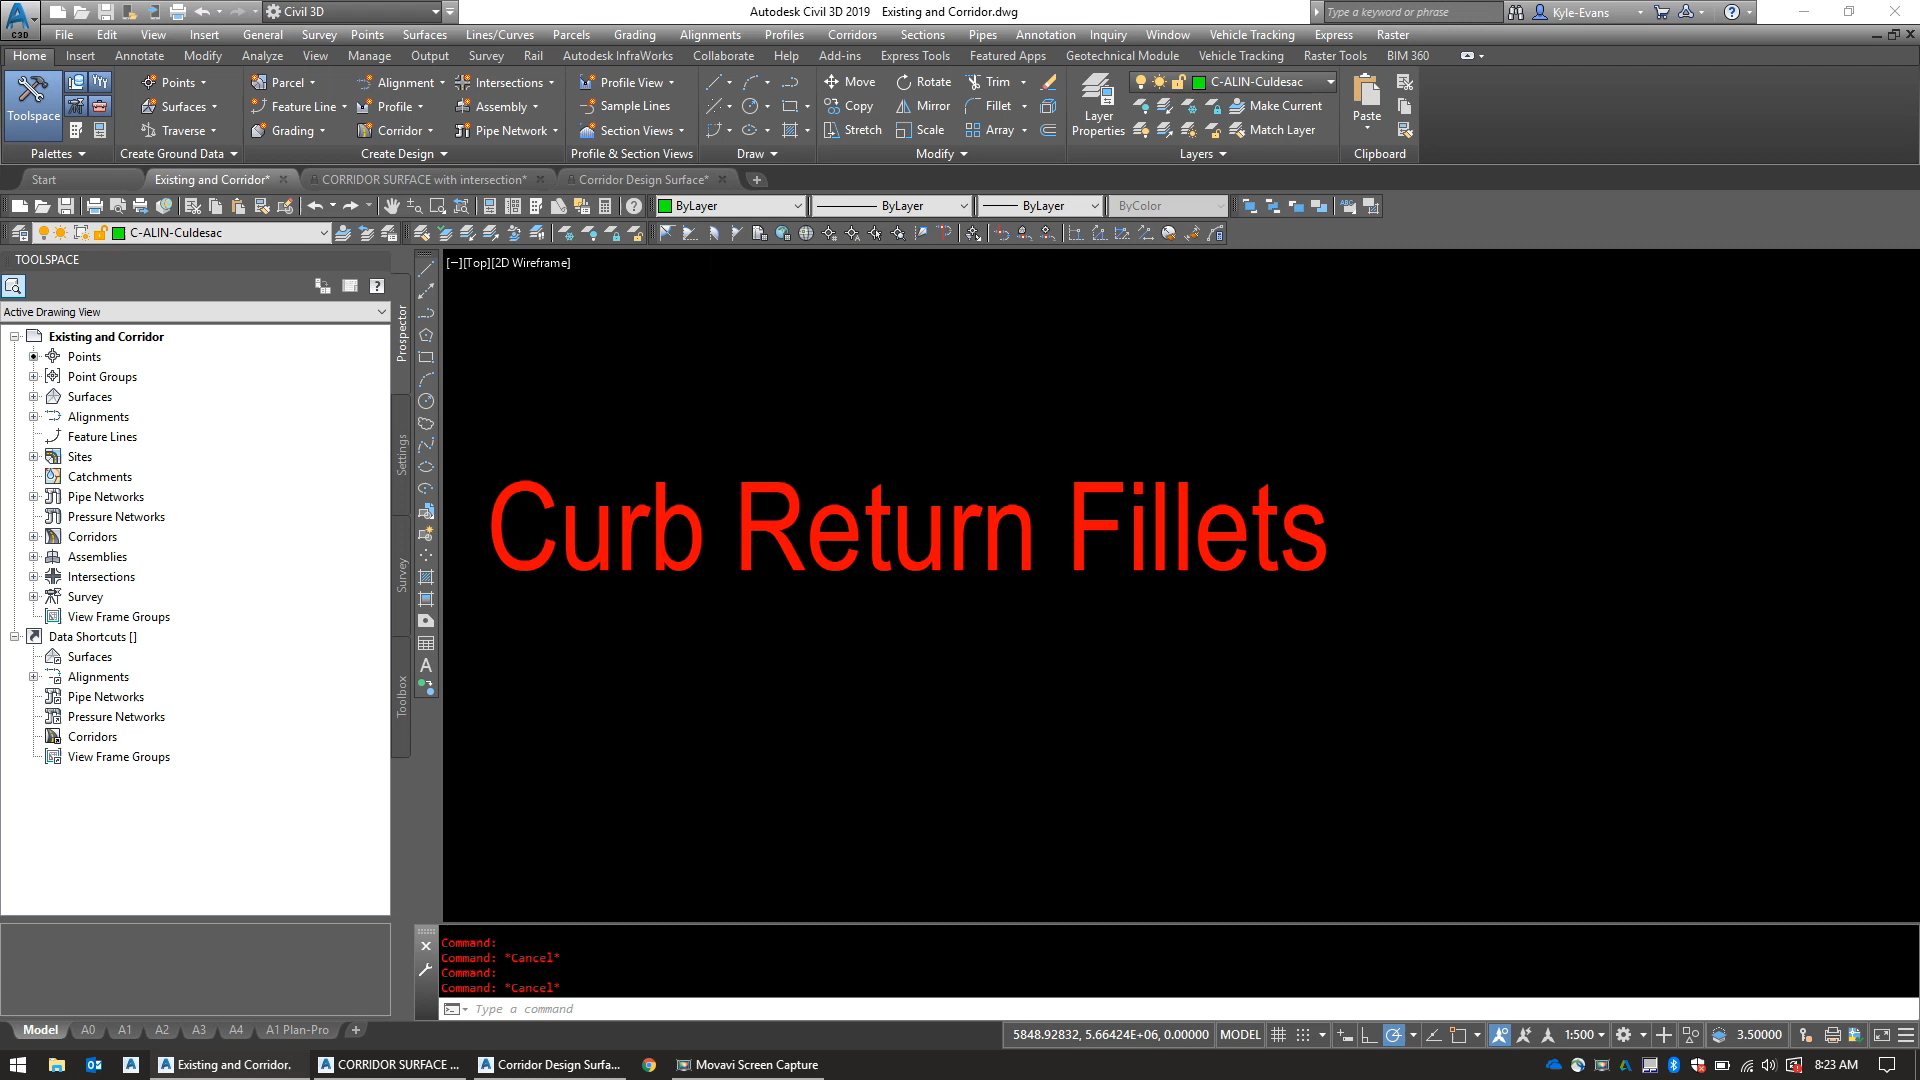 Civil 3D
Autodesk Civil 3D 2019 Existing and Corridor.dwg
Type a keyword or phrase
Kyle-Evans
C3D
File Edit View Insert General Survey Points Surfaces Lines/Curves Parcels Grading Alignments Profiles Corridors Sections Pipes Annotation Inquiry Window Vehicle Tracking Express Raster
Home Insert Annotate Modify Analyze View Manage Output Survey Rail Autodesk InfraWorks Collaborate Help Add-ins Express Tools Featured Apps Geotechnical Module Vehicle Tracking Raster Tools BIM 360
Points Parcel Alignment Intersections Profile View Move Rotate Trim C-ALIN-Culdesac
Toolspace Surfaces Feature Line Profile Assembly Sample Lines Copy Mirror Fillet Layer Properties Make Current Paste
Traverse Grading Corridor Pipe Network Section Views Stretch Scale Array Match Layer
Palettes Create Ground Data Create Design Profile & Section Views Draw Modify Layers Clipboard
Start Existing and Corridor* CORRIDOR SURFACE with intersection* Corridor Design Surface*
ByLayer ByLayer ByLayer ByColor
C-ALIN-Culdesac
TOOLSPACE
Active Drawing View
Existing and Corridor
Points
Point Groups
Surfaces
Alignments
Feature Lines
Sites
Catchments
Pipe Networks
Pressure Networks
Corridors
Assemblies
Intersections
Survey
View Frame Groups
Data Shortcuts []
Surfaces
Alignments
Pipe Networks
Pressure Networks
Corridors
View Frame Groups
Prospector
Settings
Survey
Toolbox
[−][Top][2D Wireframe]
Curb Return Fillets
Command:
Command: *Cancel*
Command:
Command: *Cancel*
Type a command
Model A0 A1 A2 A3 A4 A1 Plan-Pro
5848.92832, 5.66424E+06, 0.00000 MODEL 1:500 3.50000
Existing and Corridor. CORRIDOR SURFACE ... Corridor Design Surfa... Movavi Screen Capture
8:23 AM